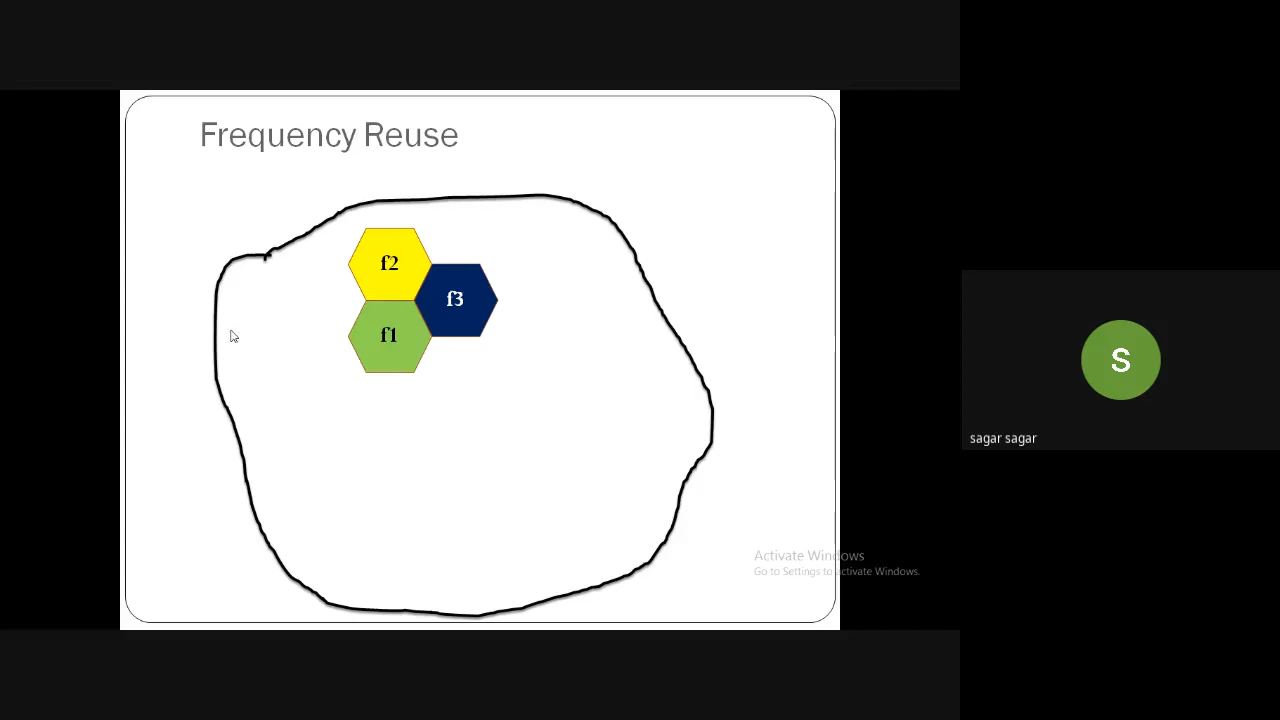 Frequency Reuse
f2
f3
f1
S
sagar sagar
Activate Windows
Go to Settings to activate Windows.